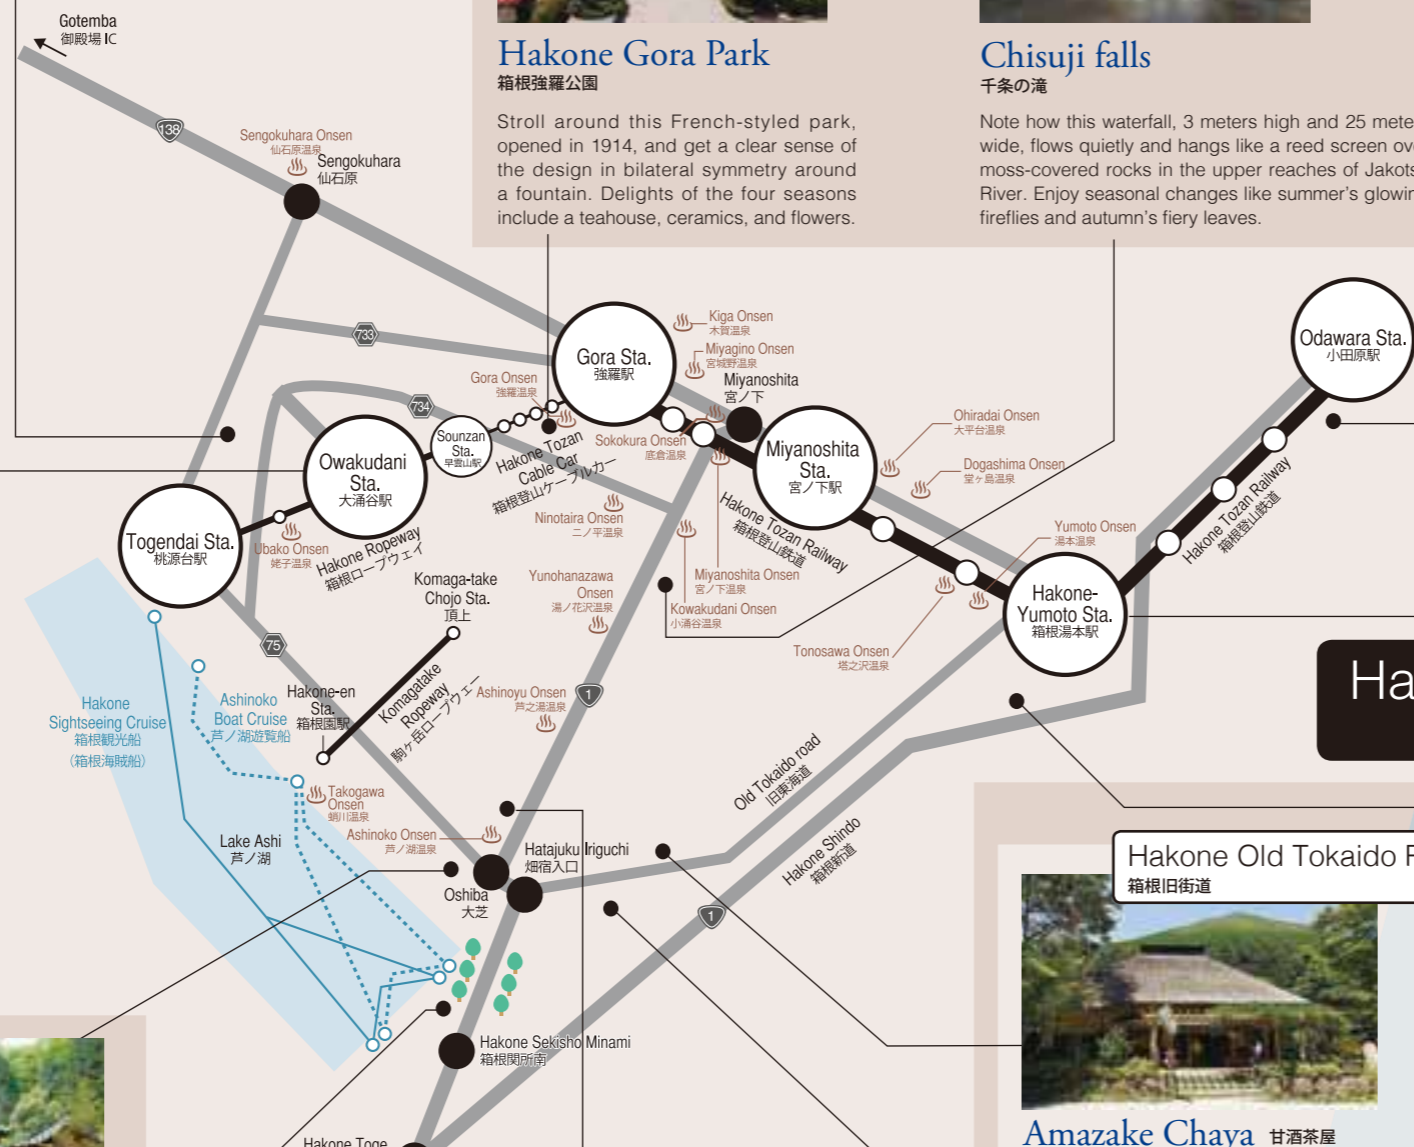 Gotemba
御殿場 IC
138
Sengokuhara Onsen
仙石原温泉
Sengokuhara
仙石原
Hakone Gora Park
箱根強羅公園
Stroll around this French-styled park,
opened in 1914, and get a clear sense of
the design in bilateral symmetry around
a fountain. Delights of the four seasons
include a teahouse, ceramics, and flowers.
Chisuji falls
千条の滝
Note how this waterfall, 3 meters high and 25 mete
wide, flows quietly and hangs like a reed screen ov
moss-covered rocks in the upper reaches of Jakots
River. Enjoy seasonal changes like summer's glowin
fireflies and autumn's fiery leaves.
733
734
Gora Sta.
強羅駅
Kiga Onsen
木賀温泉
Miyagino Onsen
宮城野温泉
Miyanoshita
宮ノ下
Gora Onsen
強羅温泉
Odawara Sta.
小田原駅
Sounzan
Sta.
早雲山駅
Owakudani
Sta.
大涌谷駅
Hakone Tozan
Cable Car
箱根登山ケーブルカー
Sokokura Onsen
底倉温泉
Miyanoshita
Sta.
宮ノ下駅
Ohiradai Onsen
大平台温泉
Dogashima Onsen
堂ヶ島温泉
Hakone Tozan Railway
箱根登山鉄道
Togendai Sta.
桃源台駅
Ubako Onsen
姥子温泉
Hakone Ropeway
箱根ロープウェイ
Ninotaira Onsen
二ノ平温泉
Hakone Tozan Railway
箱根登山鉄道
Yumoto Onsen
湯本温泉
Komaga-take
Chojo Sta.
頂上
Yunohanazawa
Onsen
湯ノ花沢温泉
Miyanoshita Onsen
宮ノ下温泉
Kowakudani Onsen
小涌谷温泉
Hakone-
Yumoto Sta.
箱根湯本駅
Tonosawa Onsen
塔之沢温泉
75
Hakone
Sightseeing Cruise
箱根観光船
（箱根海賊船）
Ashinoko
Boat Cruise
芦ノ湖遊覧船
Hakone-en
Sta.
箱根園駅
Komagatake
Ropeway
駒ヶ岳ロープウェー
Ashinoyu Onsen
芦之湯温泉
1
Ha
Takogawa
Onsen
蛸川温泉
Lake Ashi
芦ノ湖
Ashinoko Onsen
芦ノ湖温泉
Old Tokaido road
旧東海道
Hatajuku Iriguchi
畑宿入口
Oshiba
大芝
Hakone Shindo
箱根新道
1
Hakone Old Tokaido R
箱根旧街道
Hakone Sekisho Minami
箱根関所南
Hakone Toge
Amazake Chaya 甘酒茶屋